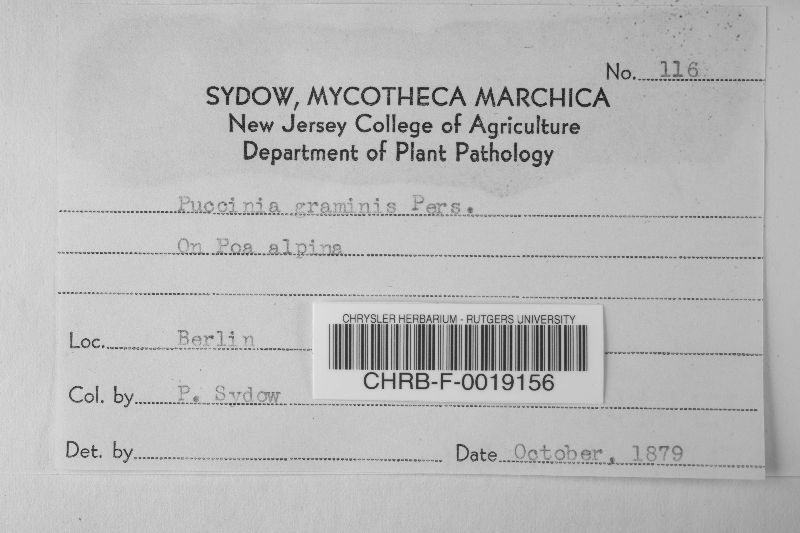 No. 116
SYDOW, MYCOTHECA MARCHICA
New Jersey College of Agriculture
Department of Plant Pathology
Puccinia graminis Pers.
On Poa alpina
Loc. Berlin
CHRYSLER HERBARIUM - RUTGERS UNIVERSITY
CHRB-F-0019156
Col. by P. Sydow
Det. by Date October, 1879